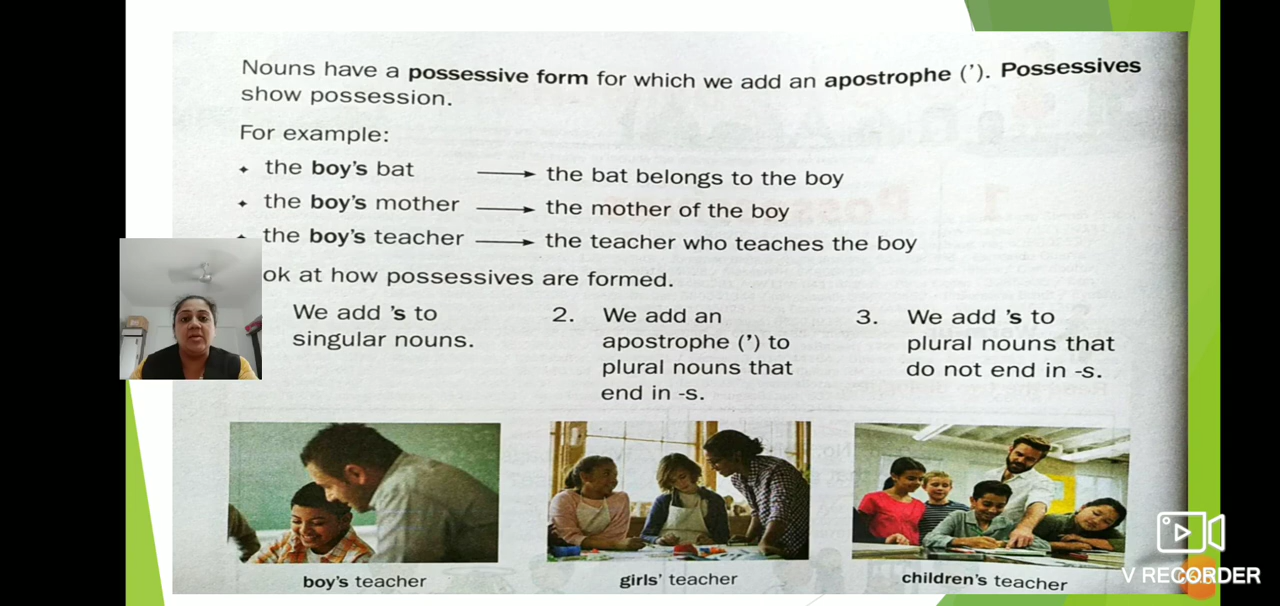 Nouns have a possessive form for which we add an apostrophe (’). Possessives
show possession.
For example:
the boy’s bat → the bat belongs to the boy
the boy’s mother → the mother of the boy
the boy’s teacher → the teacher who teaches the boy
ok at how possessives are formed.
We add ’s to
singular nouns.
2. We add an
apostrophe (’) to
plural nouns that
end in -s.
3. We add ’s to
plural nouns that
do not end in -s.
boy’s teacher
girls’ teacher
children’s teacher
V RECORDER